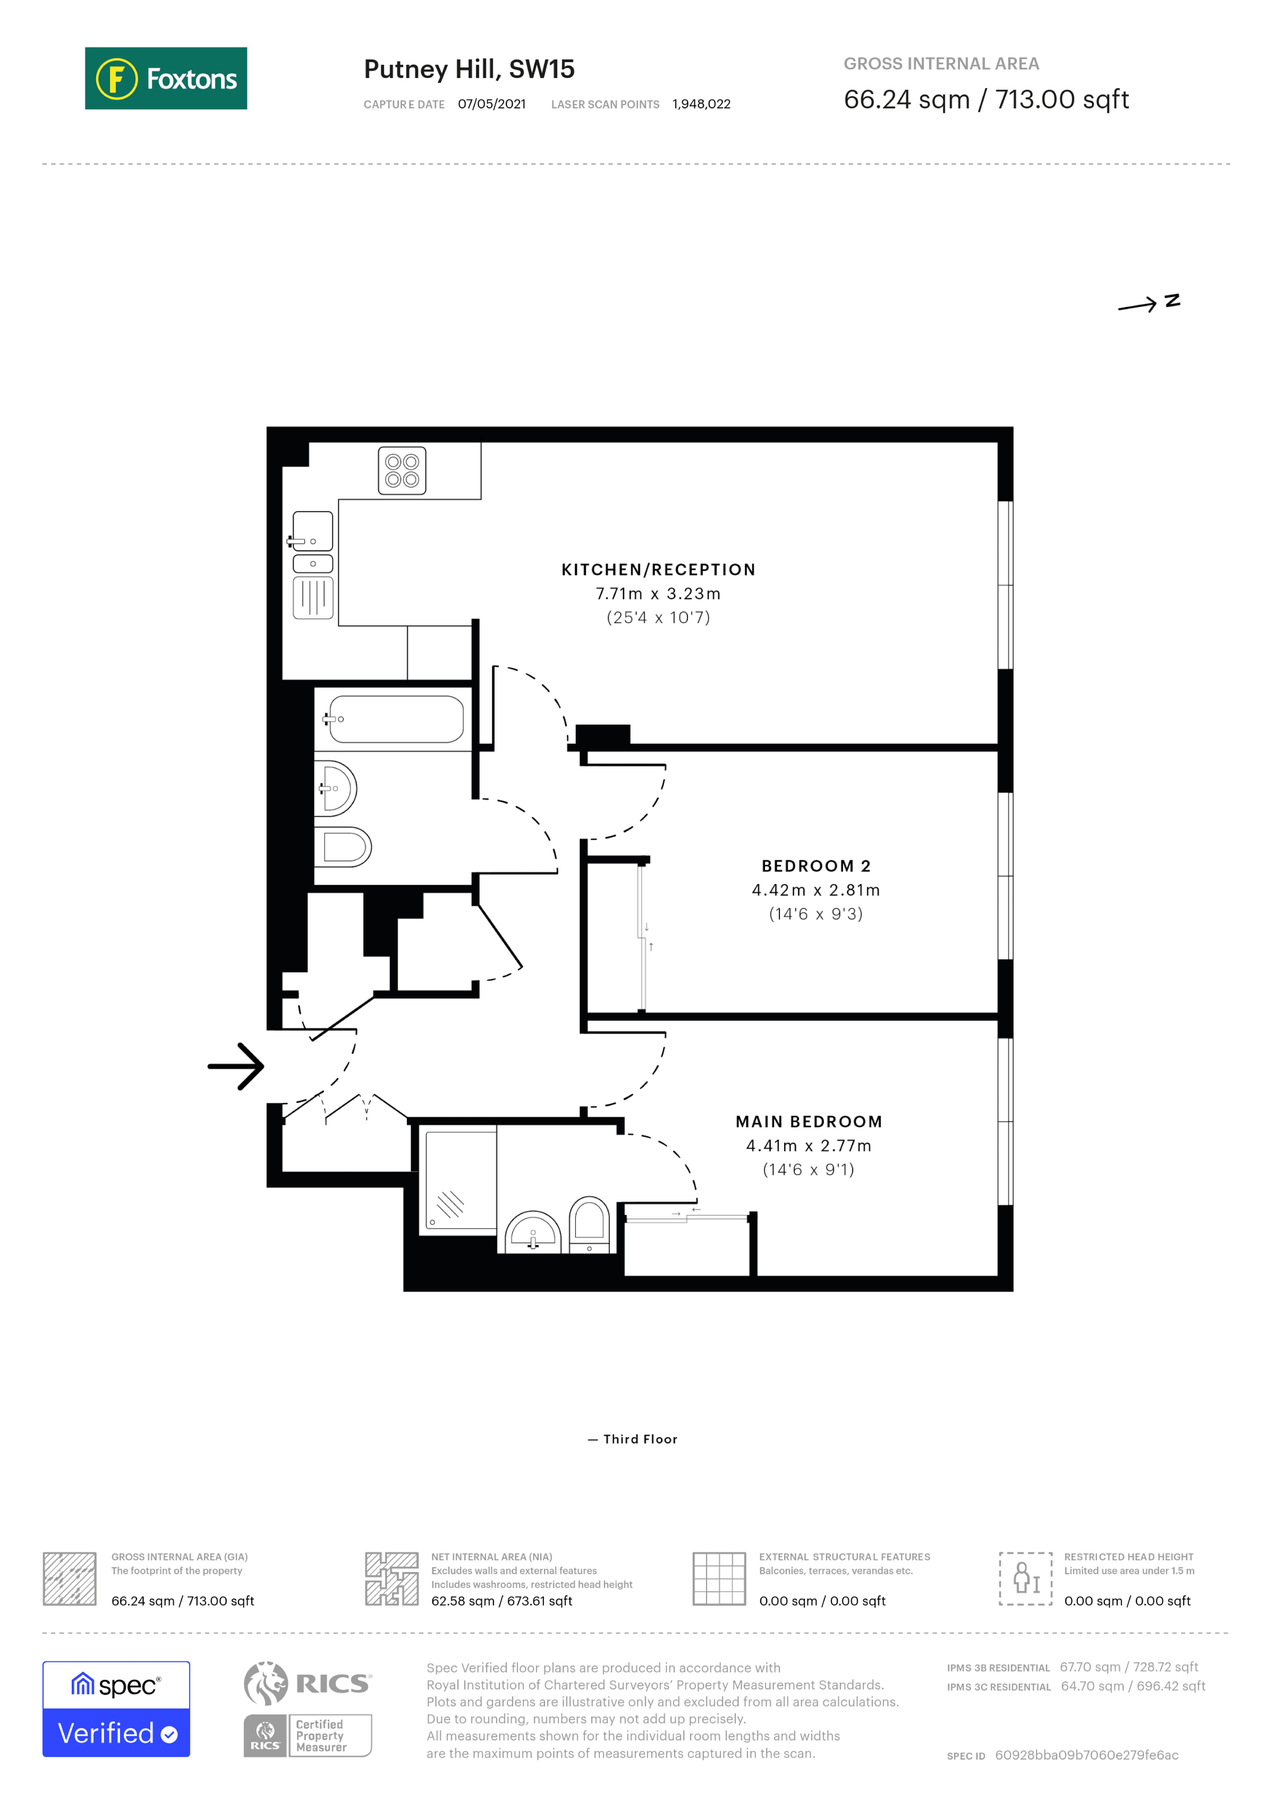 Foxtons
Putney Hill, SW15
CAPTURE DATE 07/05/2021 LASER SCAN POINTS 1,948,022
GROSS INTERNAL AREA
66.24 sqm / 713.00 sqft
N
KITCHEN/RECEPTION
7.71m x 3.23m
(25'4 x 10'7)
BEDROOM 2
4.42m x 2.81m
(14'6 x 9'3)
MAIN BEDROOM
4.41m x 2.77m
(14'6 x 9'1)
— Third Floor
GROSS INTERNAL AREA (GIA)
The footprint of the property
66.24 sqm / 713.00 sqft
NET INTERNAL AREA (NIA)
Excludes walls and external features
Includes washrooms, restricted head height
62.58 sqm / 673.61 sqft
EXTERNAL STRUCTURAL FEATURES
Balconies, terraces, verandas etc.
0.00 sqm / 0.00 sqft
RESTRICTED HEAD HEIGHT
Limited use area under 1.5 m
0.00 sqm / 0.00 sqft
spec®
Verified
RICS
RICS
Certified
Property
Measurer
Spec Verified floor plans are produced in accordance with
Royal Institution of Chartered Surveyors' Property Measurement Standards.
Plots and gardens are illustrative only and excluded from all area calculations.
Due to rounding, numbers may not add up precisely.
All measurements shown for the individual room lengths and widths
are the maximum points of measurements captured in the scan.
IPMS 3B RESIDENTIAL 67.70 sqm / 728.72 sqft
IPMS 3C RESIDENTIAL 64.70 sqm / 696.42 sqft
SPEC ID 60928bba09b7060e279fe6ac